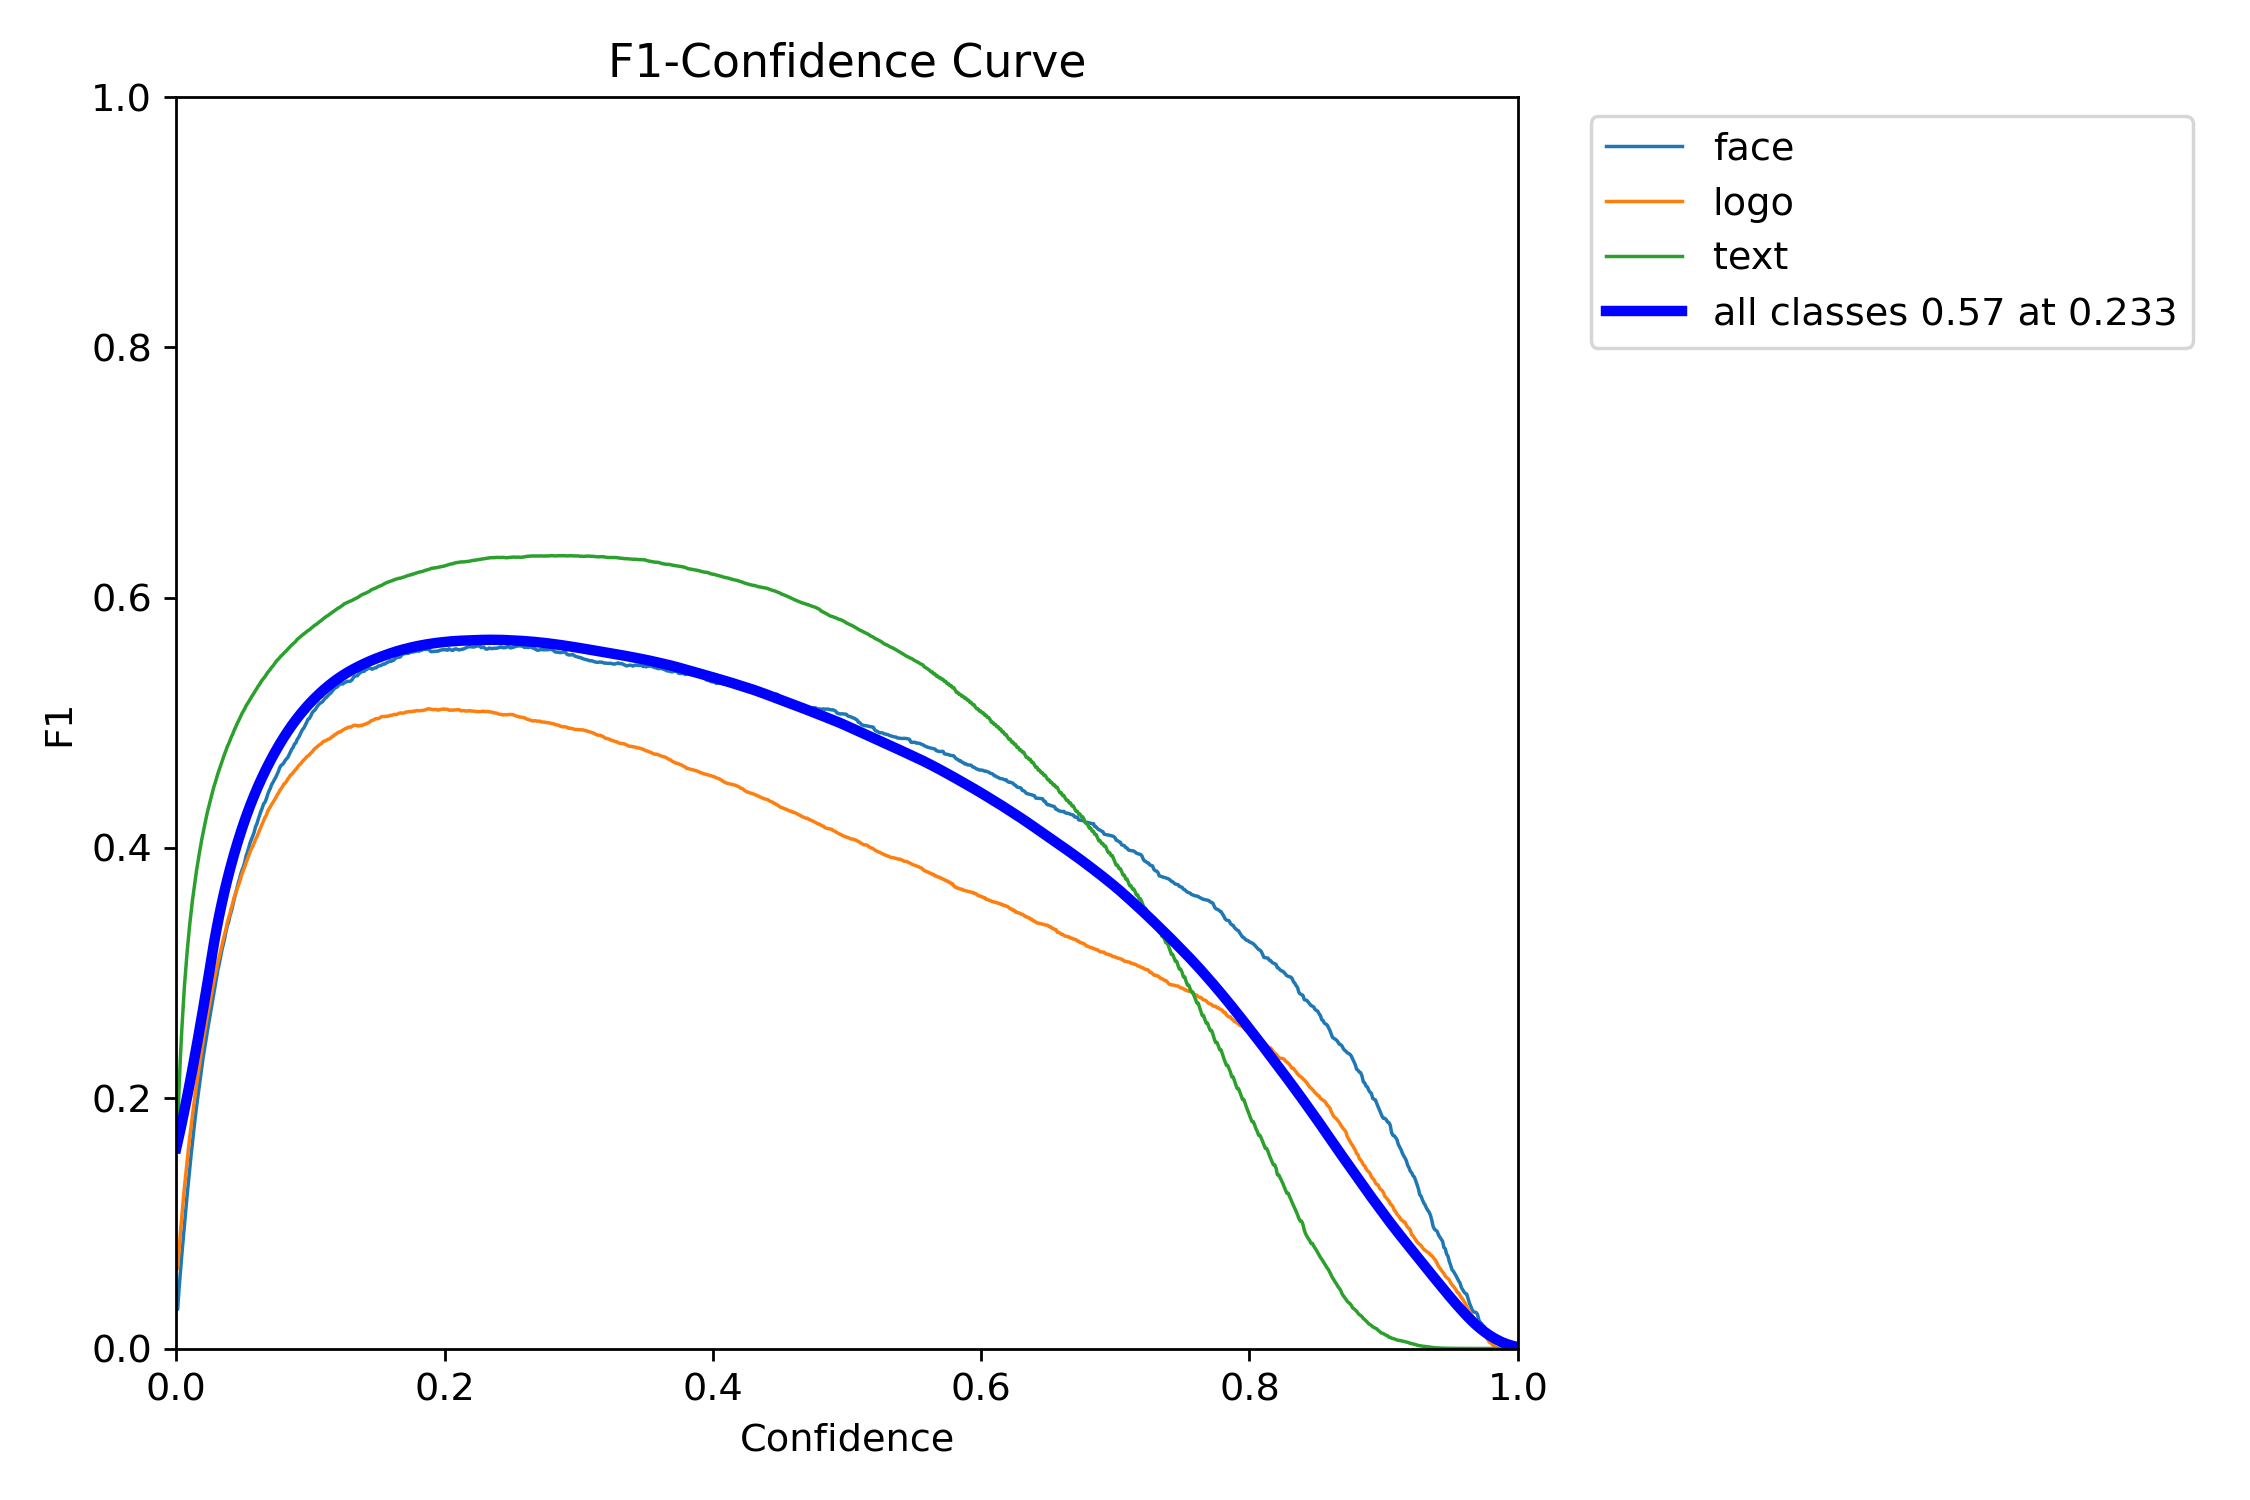 F1-Confidence Curve
1.0
0.8
0.6
0.4
0.2
0.0
F1
0.0 0.2 0.4 0.6 0.8 1.0
Confidence
face
logo
text
all classes 0.57 at 0.233